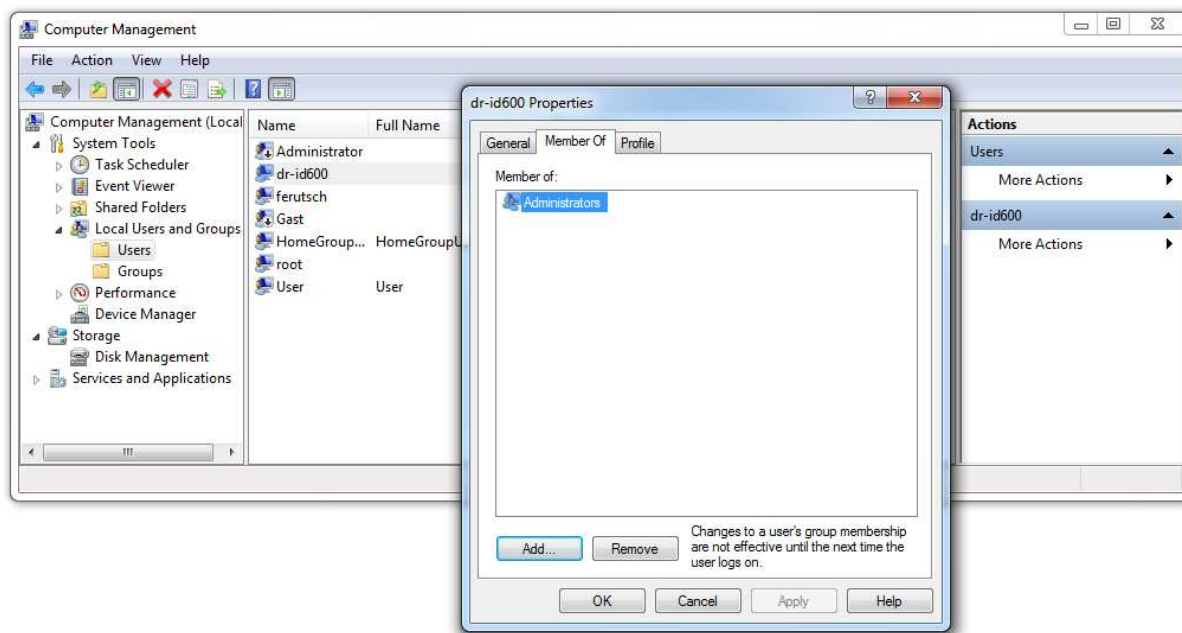 Computer Management
File Action View Help
Computer Management (Local
System Tools
Task Scheduler
Event Viewer
Shared Folders
Local Users and Groups
Users
Groups
Performance
Device Manager
Storage
Disk Management
Services and Applications
Name Full Name
Administrator
dr-id600
ferutsch
Gast
HomeGroup... HomeGroupU
root
User User
dr-id600 Properties
General Member Of Profile
Member of:
Administrators
Add... Remove
Changes to a user's group membership
are not effective until the next time the
user logs on.
OK Cancel Apply Help
Actions
Users
More Actions
dr-id600
More Actions